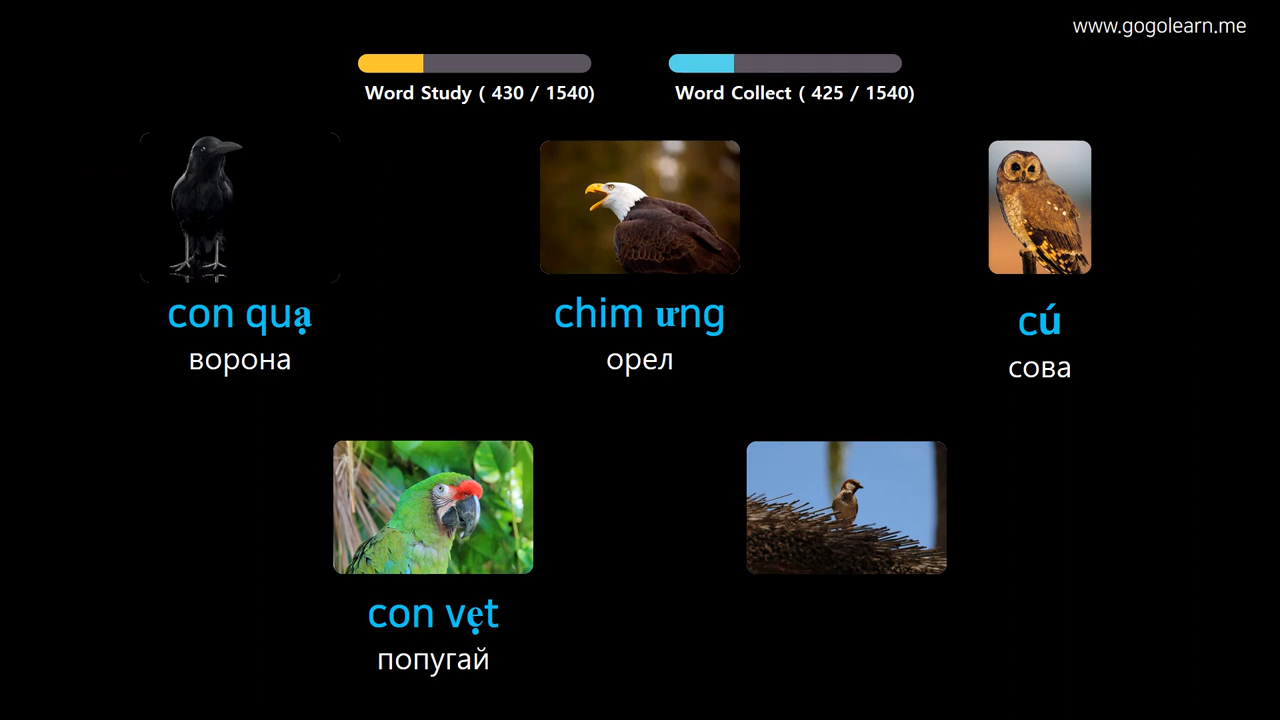 www.gogolearn.me
Word Study ( 430 / 1540)
Word Collect ( 425 / 1540)
con quạ
ворона
chim ưng
орел
cú
сова
con vẹt
попугай